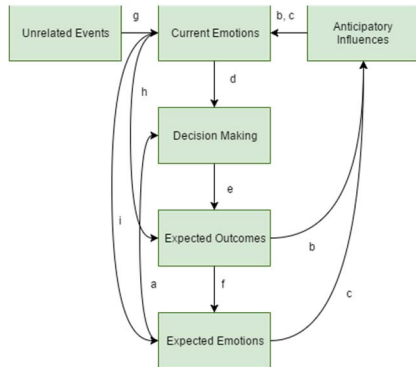 g
b, c
Unrelated Events
Current Emotions
Anticipatory
Influences
h
d
Decision Making
e
i
Expected Outcomes
b
a
f
c
Expected Emotions